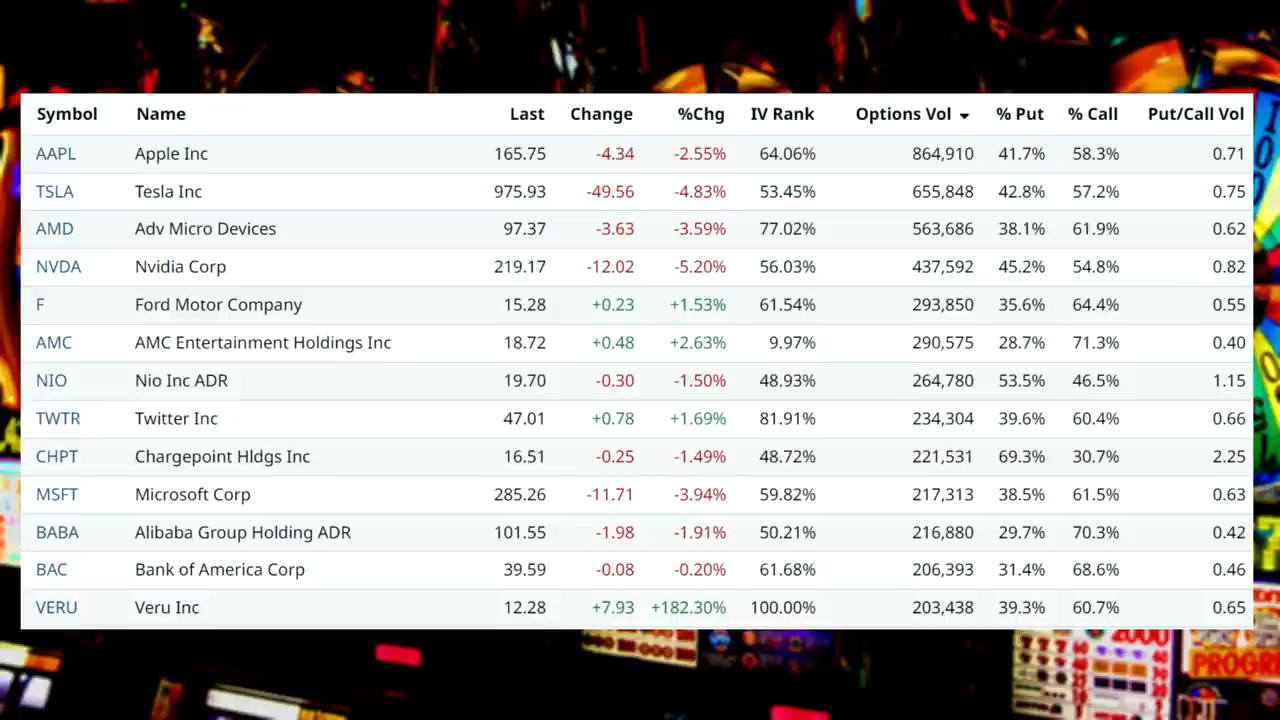 Symbol Name Last Change %Chg IV Rank Options Vol % Put % Call Put/Call Vol
AAPL Apple Inc 165.75 -4.34 -2.55% 64.06% 864,910 41.7% 58.3% 0.71
TSLA Tesla Inc 975.93 -49.56 -4.83% 53.45% 655,848 42.8% 57.2% 0.75
AMD Adv Micro Devices 97.37 -3.63 -3.59% 77.02% 563,686 38.1% 61.9% 0.62
NVDA Nvidia Corp 219.17 -12.02 -5.20% 56.03% 437,592 45.2% 54.8% 0.82
F Ford Motor Company 15.28 +0.23 +1.53% 61.54% 293,850 35.6% 64.4% 0.55
AMC AMC Entertainment Holdings Inc 18.72 +0.48 +2.63% 9.97% 290,575 28.7% 71.3% 0.40
NIO Nio Inc ADR 19.70 -0.30 -1.50% 48.93% 264,780 53.5% 46.5% 1.15
TWTR Twitter Inc 47.01 +0.78 +1.69% 81.91% 234,304 39.6% 60.4% 0.66
CHPT Chargepoint Hldgs Inc 16.51 -0.25 -1.49% 48.72% 221,531 69.3% 30.7% 2.25
MSFT Microsoft Corp 285.26 -11.71 -3.94% 59.82% 217,313 38.5% 61.5% 0.63
BABA Alibaba Group Holding ADR 101.55 -1.98 -1.91% 50.21% 216,880 29.7% 70.3% 0.42
BAC Bank of America Corp 39.59 -0.08 -0.20% 61.68% 206,393 31.4% 68.6% 0.46
VERU Veru Inc 12.28 +7.93 +182.30% 100.00% 203,438 39.3% 60.7% 0.65
2000
PROGR